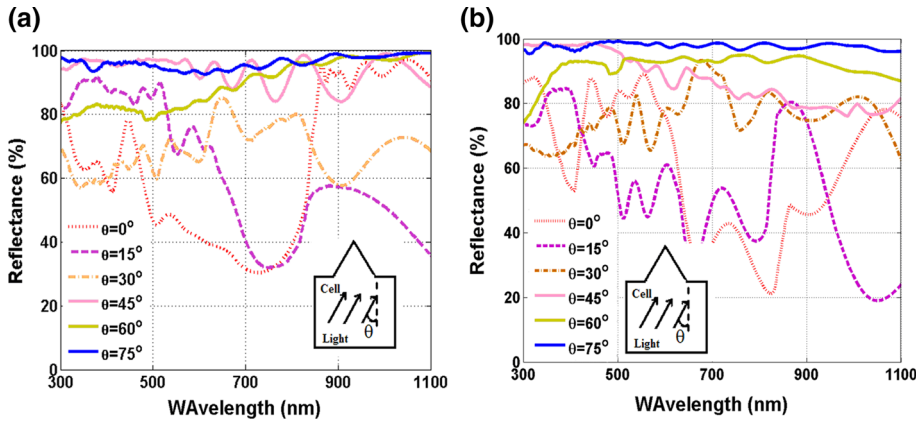 (a)
Reflectance (%)
100
80
60
40
20
0
300
500
700
900
1100
WAvelength (nm)
θ=0°
θ=15°
θ=30°
θ=45°
θ=60°
θ=75°
Cell
Light
θ
(b)
Reflectance (%)
100
80
60
40
20
0
300
500
700
900
1100
WAvelength (nm)
θ=0°
θ=15°
θ=30°
θ=45°
θ=60°
θ=75°
Cell
Light
θ